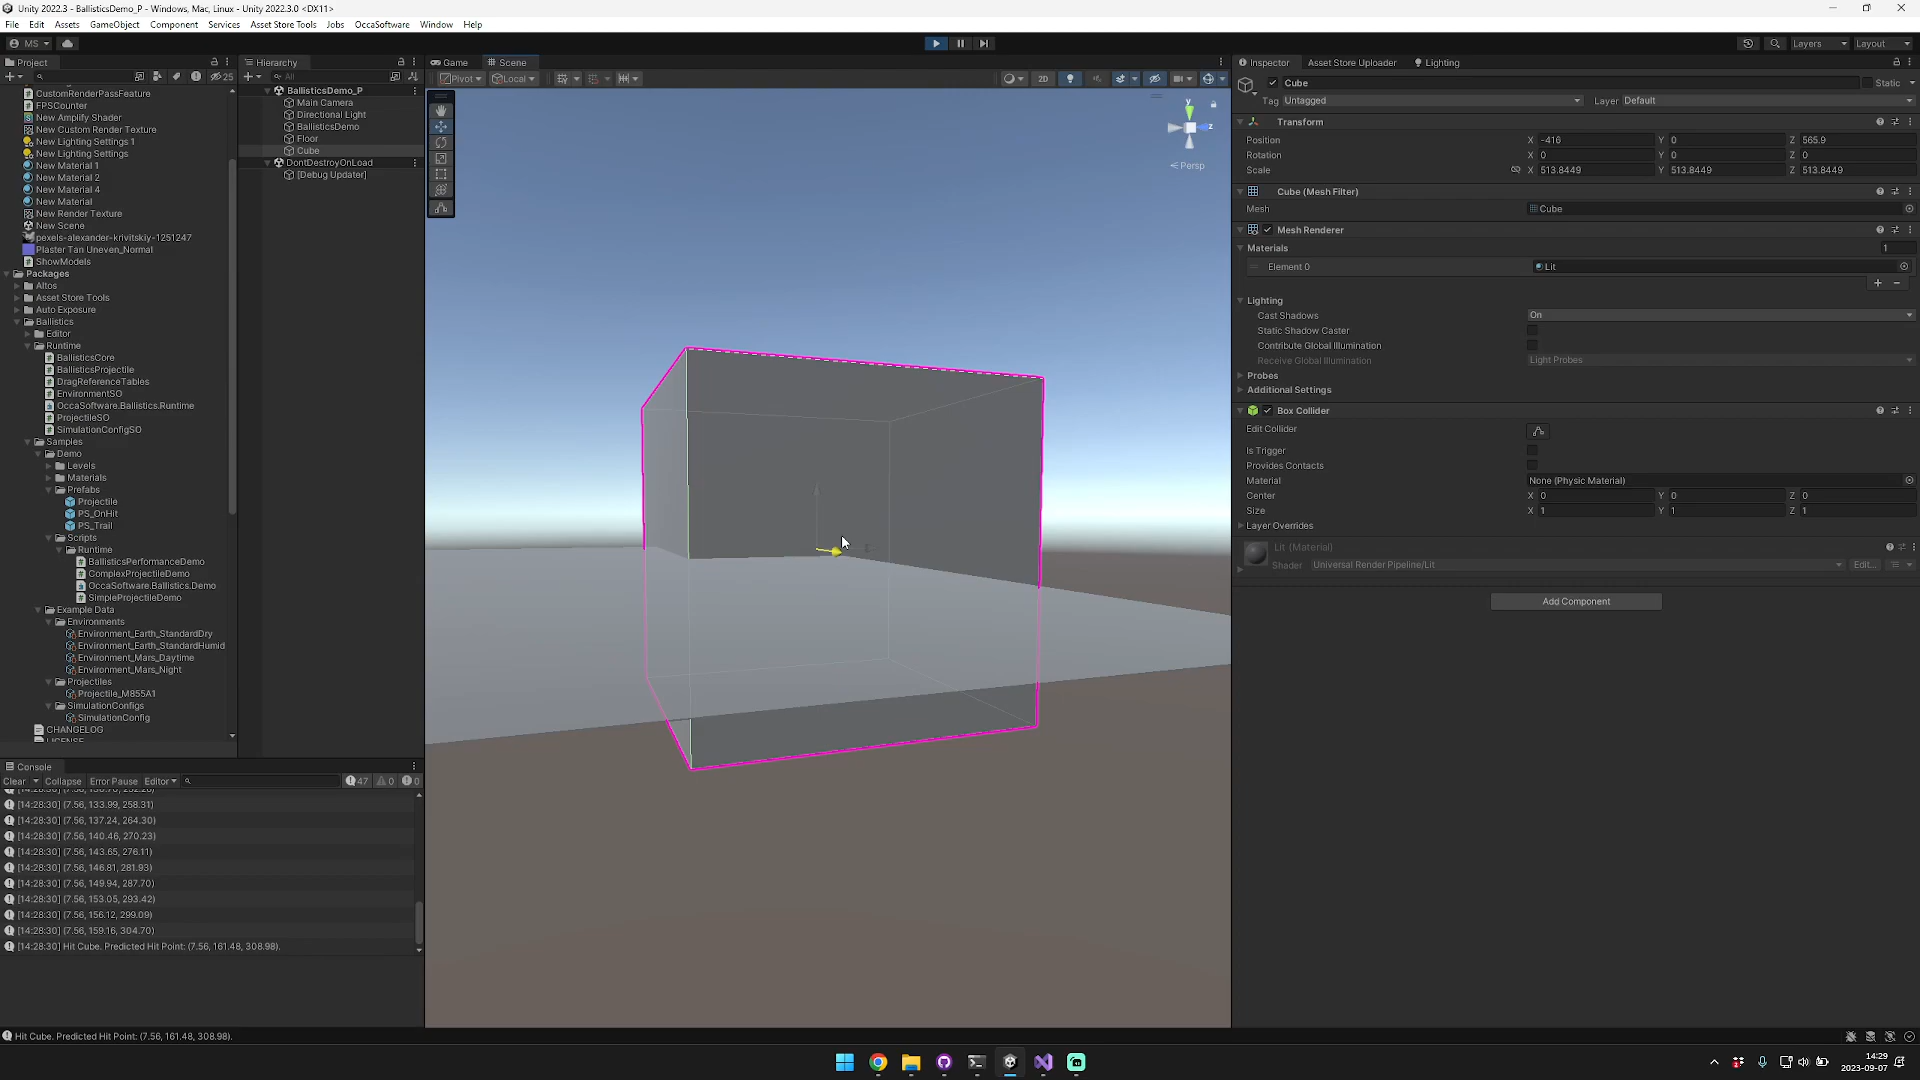 Unity 2022.3 - BallisticsDemo_P - Windows, Mac, Linux - Unity 2022.3.0 <DX11>
File Edit Assets GameObject Component Services Asset Store Tools Jobs OccaSoftware Window Help
MS Layers Layout
Project
25
CustomRenderPassFeature
FPSCounter
New Amplify Shader
New Custom Render Texture
New Lighting Settings 1
New Lighting Settings
New Material 1
New Material 2
New Material 4
New Material
New Render Texture
New Scene
pexels-alexander-krivitskiy-1251247
Plaster Tan Uneven_Normal
ShowModels
Packages
Altos
Asset Store Tools
Auto Exposure
Ballistics
Editor
Runtime
BallisticsCore
BallisticsProjectile
DragReferenceTables
EnvironmentSO
OccaSoftware.Ballistics.Runtime
ProjectileSO
SimulationConfigSO
Samples
Demo
Levels
Materials
Prefabs
Projectile
PS_OnHit
PS_Trail
Scripts
Runtime
BallisticsPerformanceDemo
ComplexProjectileDemo
OccaSoftware.Ballistics.Demo
SimpleProjectileDemo
Example Data
Environments
Environment_Earth_StandardDry
Environment_Earth_StandardHumid
Environment_Mars_Daytime
Environment_Mars_Night
Projectiles
Projectile_M855A1
SimulationConfigs
SimulationConfig
CHANGELOG
LICENSE
Hierarchy
All
BallisticsDemo_P
Main Camera
Directional Light
BallisticsDemo
Floor
Cube
DontDestroyOnLoad
[Debug Updater]
Game Scene
Pivot Local 2D
y
z
Persp
Inspector Asset Store Uploader Lighting
Cube Static
Tag Untagged Layer Default
Transform
Position X -416 Y 0 Z 565.9
Rotation X 0 Y 0 Z 0
Scale X 513.8449 Y 513.8449 Z 513.8449
Cube (Mesh Filter)
Mesh Cube
Mesh Renderer
Materials 1
Element 0 Lit
Lighting
Cast Shadows On
Static Shadow Caster
Contribute Global Illumination
Receive Global Illumination Light Probes
Probes
Additional Settings
Box Collider
Edit Collider
Is Trigger
Provides Contacts
Material None (Physic Material)
Center X 0 Y 0 Z 0
Size X 1 Y 1 Z 1
Layer Overrides
Lit (Material)
Shader Universal Render Pipeline/Lit Edit...
Add Component
Console
Clear Collapse Error Pause Editor 47 0 0
[14:28:30] (7.56, 133.99, 258.31)
[14:28:30] (7.56, 137.24, 264.30)
[14:28:30] (7.56, 140.46, 270.23)
[14:28:30] (7.56, 143.65, 276.11)
[14:28:30] (7.56, 146.81, 281.93)
[14:28:30] (7.56, 149.94, 287.70)
[14:28:30] (7.56, 153.05, 293.42)
[14:28:30] (7.56, 156.12, 299.09)
[14:28:30] (7.56, 159.16, 304.70)
[14:28:30] Hit Cube. Predicted Hit Point: (7.56, 161.48, 308.98).
Hit Cube. Predicted Hit Point: (7.56, 161.48, 308.98).
14:29
2023-09-07